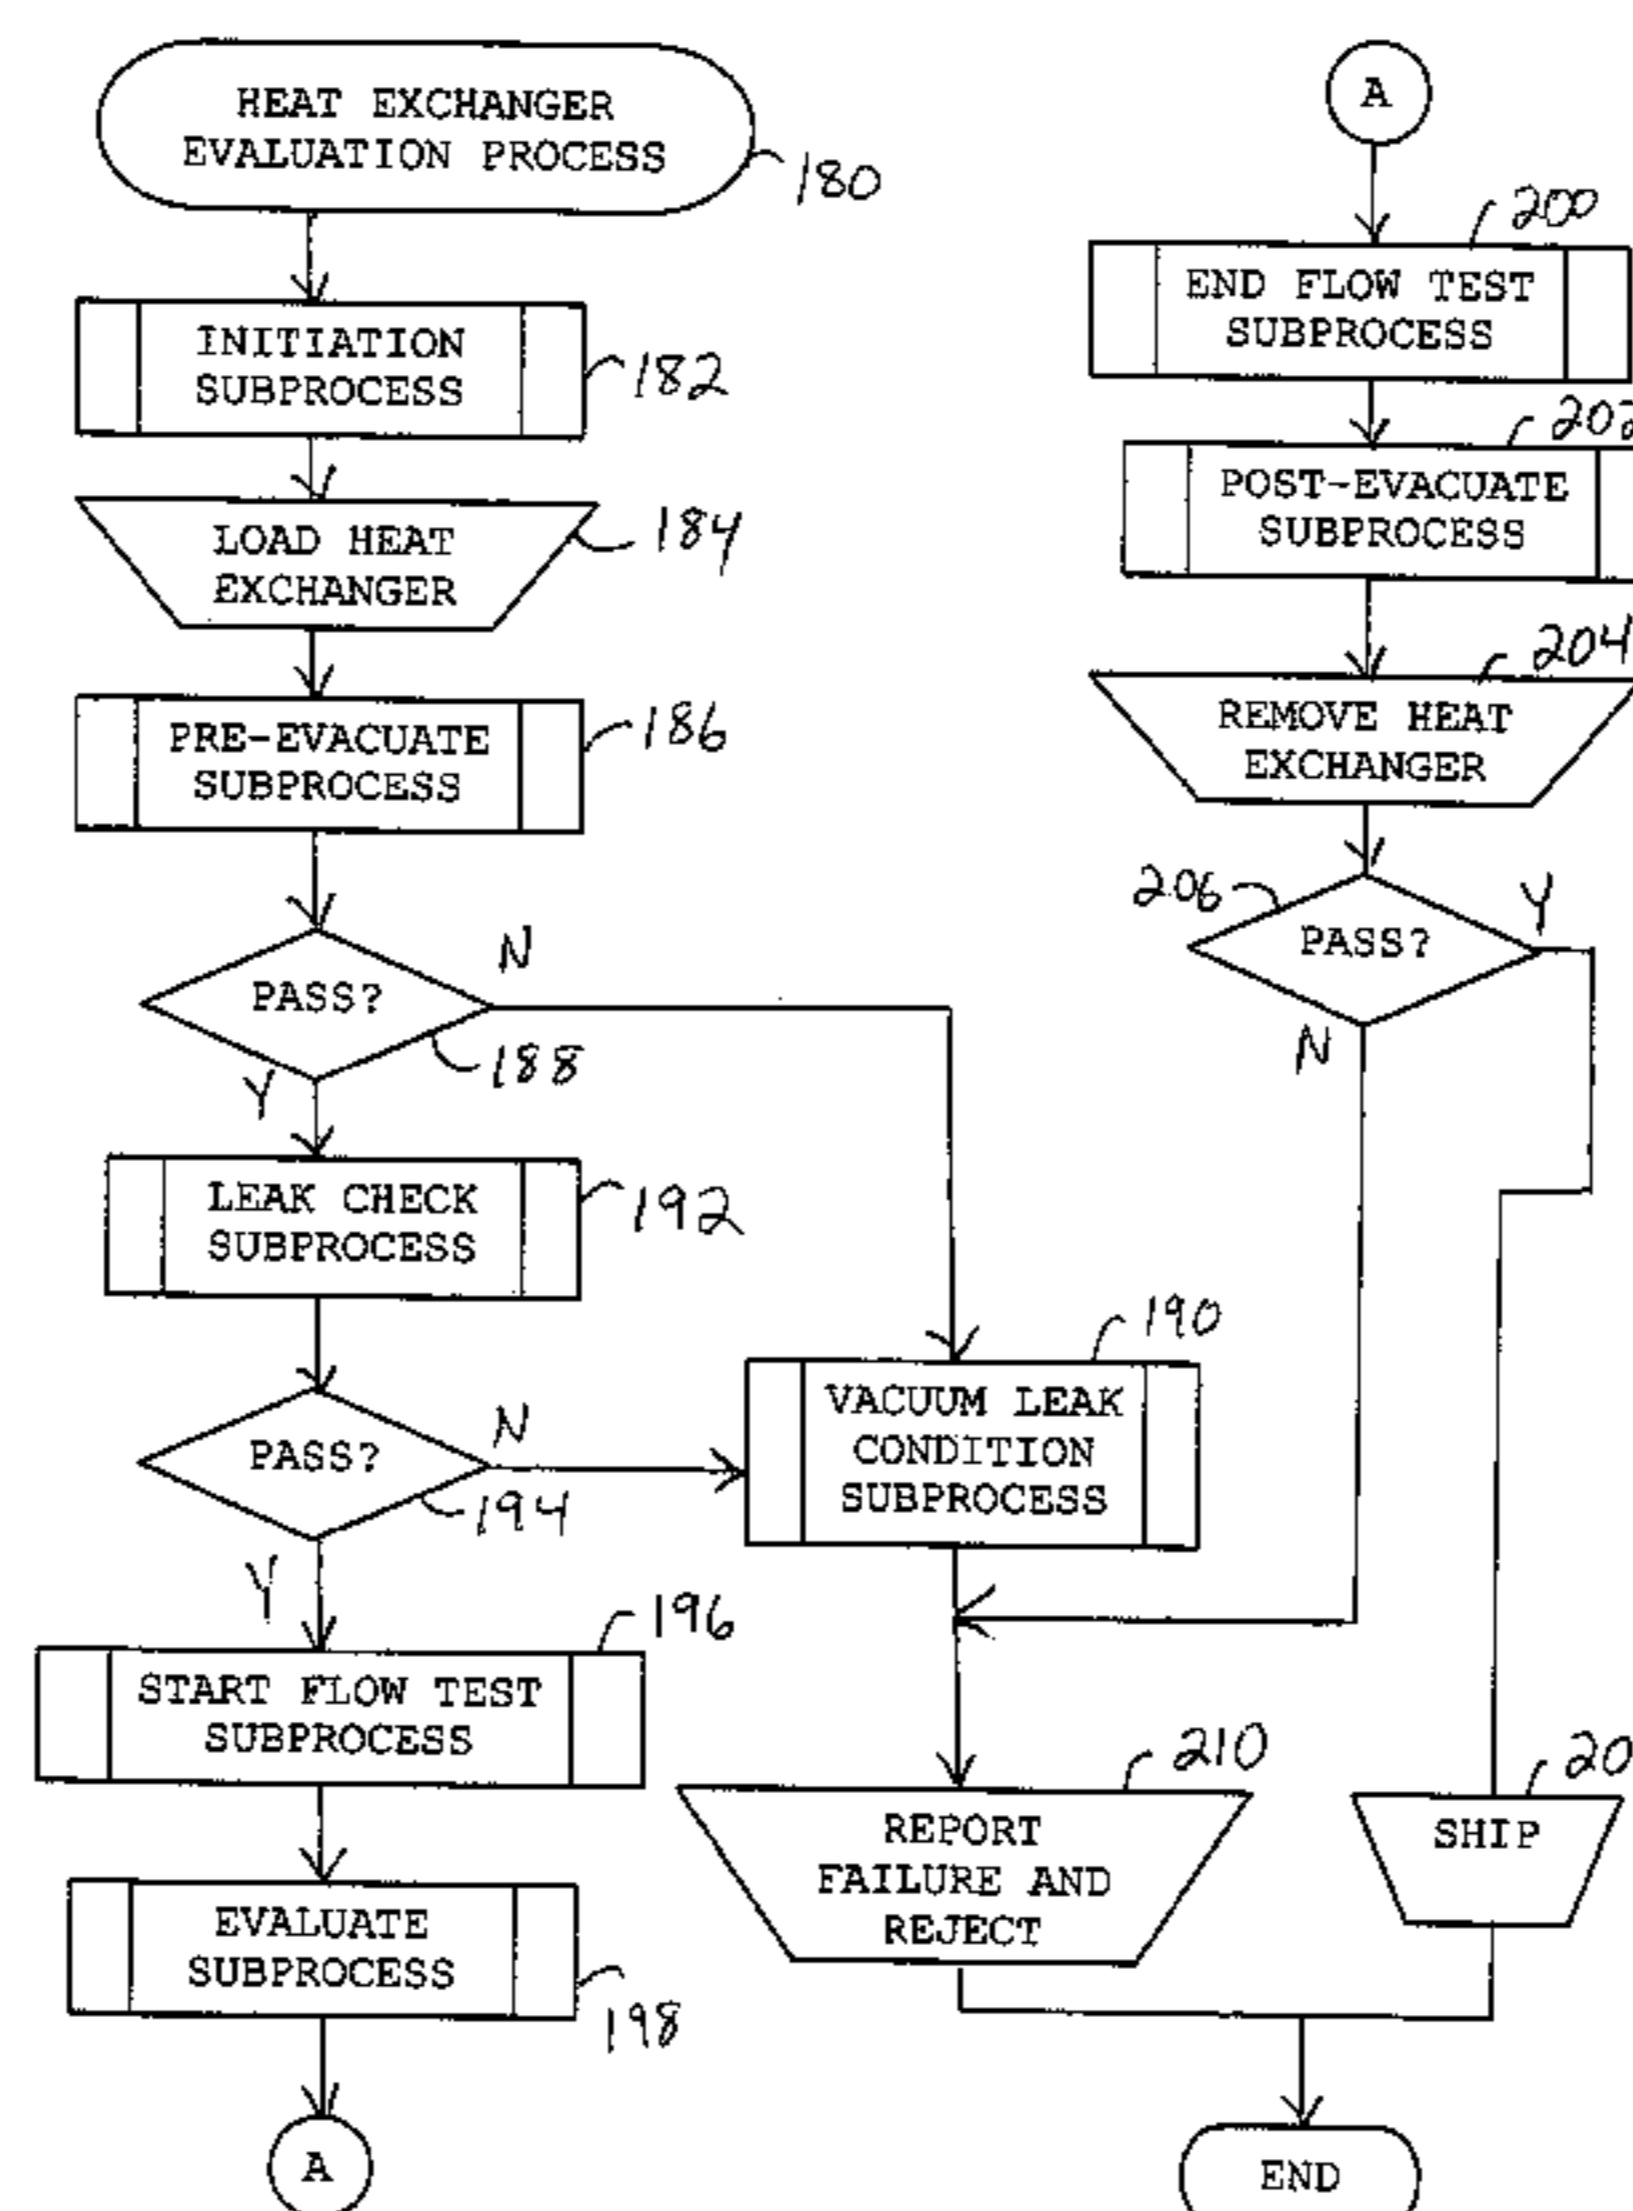 HEAT EXCHANGER
EVALUATION PROCESS
180
INITIATION
SUBPROCESS
182
LOAD HEAT
EXCHANGER
184
PRE-EVACUATE
SUBPROCESS
186
PASS?
N
188
Y
LEAK CHECK
SUBPROCESS
192
PASS?
N
194
Y
VACUUM LEAK
CONDITION
SUBPROCESS
190
START FLOW TEST
SUBPROCESS
196
EVALUATE
SUBPROCESS
198
A
A
200
END FLOW TEST
SUBPROCESS
202
POST-EVACUATE
SUBPROCESS
204
REMOVE HEAT
EXCHANGER
206
PASS?
Y
N
210
REPORT
FAILURE AND
REJECT
20
SHIP
END